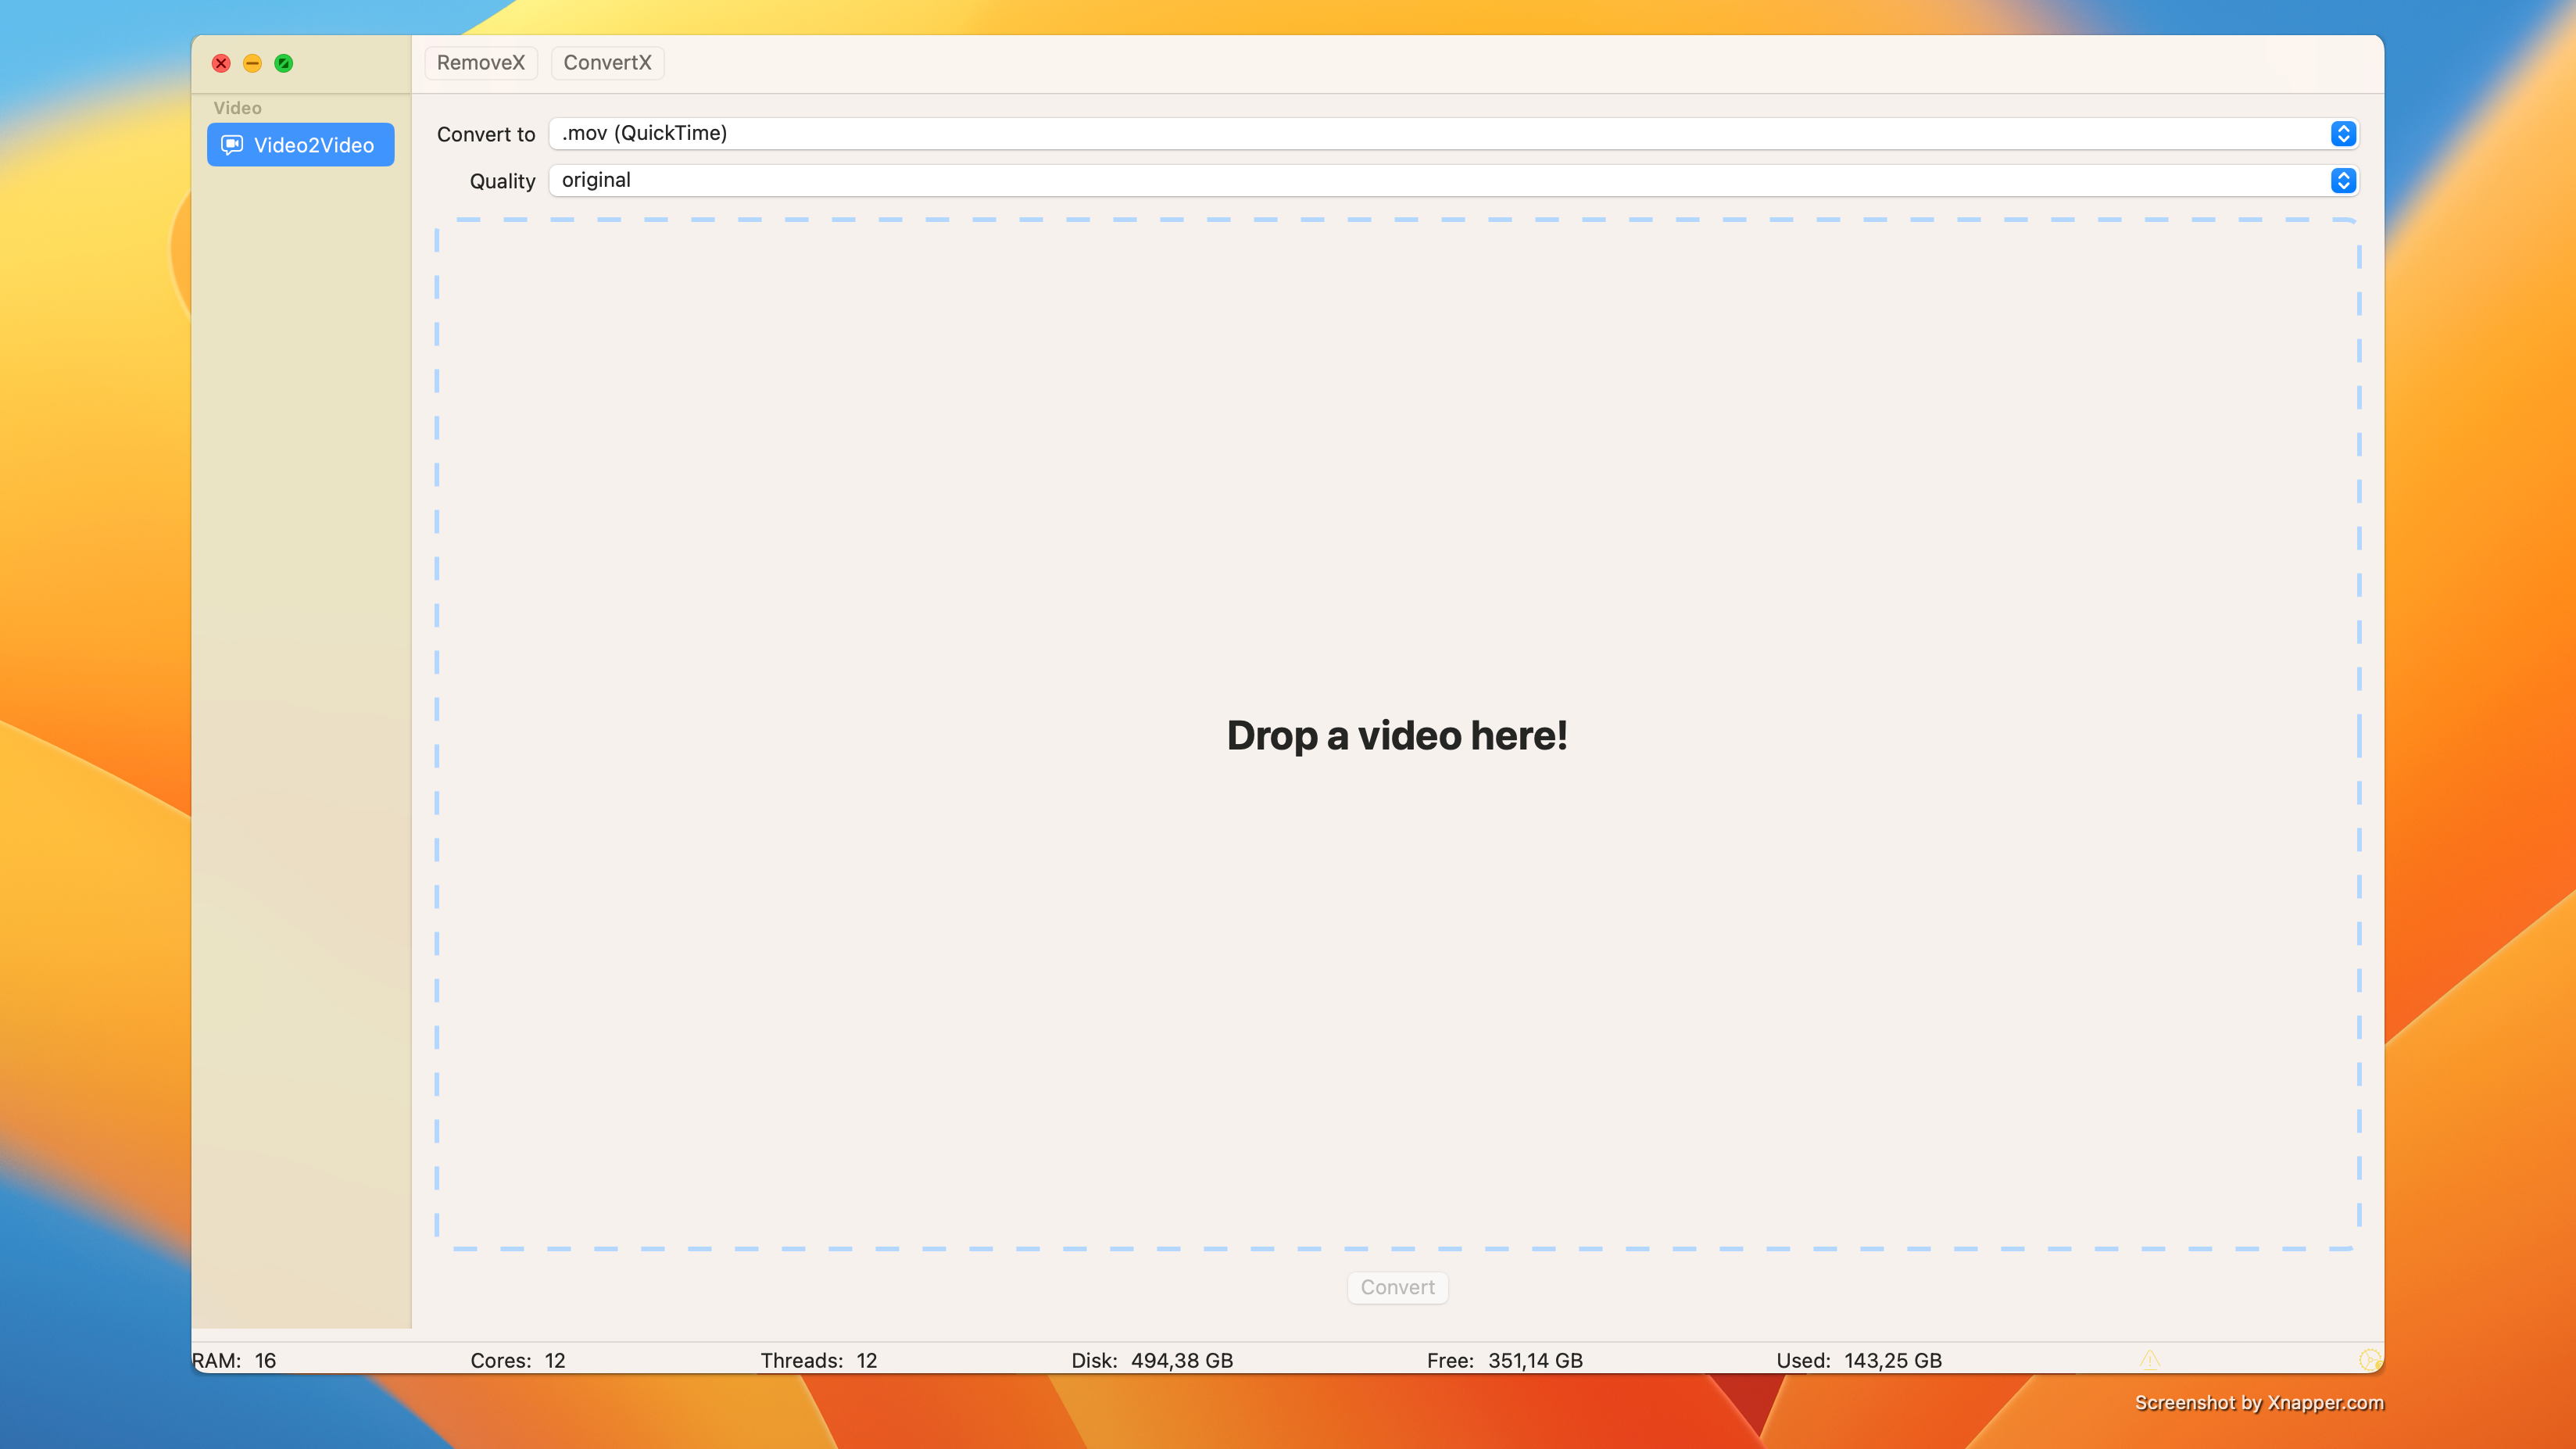 RemoveX ConvertX
Video
Video2Video
Convert to .mov (QuickTime)
Quality original
Drop a video here!
Convert
RAM: 16 Cores: 12 Threads: 12 Disk: 494,38 GB Free: 351,14 GB Used: 143,25 GB
Screenshot by Xnapper.com